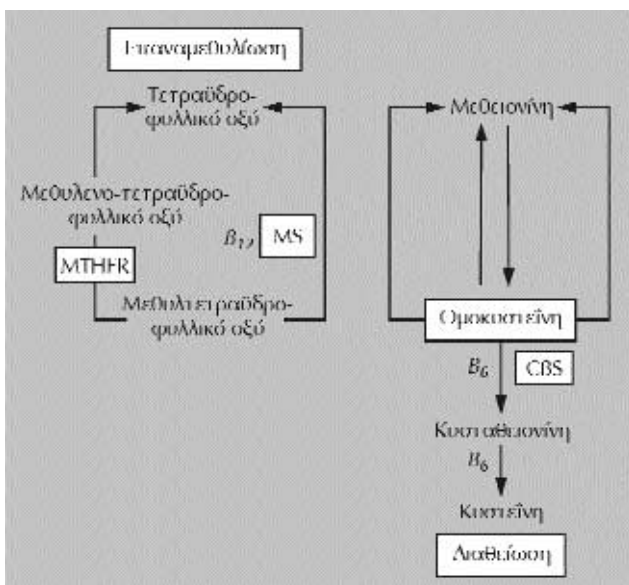 Επαναμεθυλίωση
Τετραϋδρο-
φυλλικό οξύ
Μεθυλενο-τετραϋδρο-
φυλλικό οξύ
MTHFR
B12
MS
Μεθυλτετραϋδρο-
φυλλικό οξύ
Μεθειονίνη
Ομοκυστεΐνη
B6
CBS
Κυσταθειονίνη
B6
Κυστεΐνη
Διαθείωση